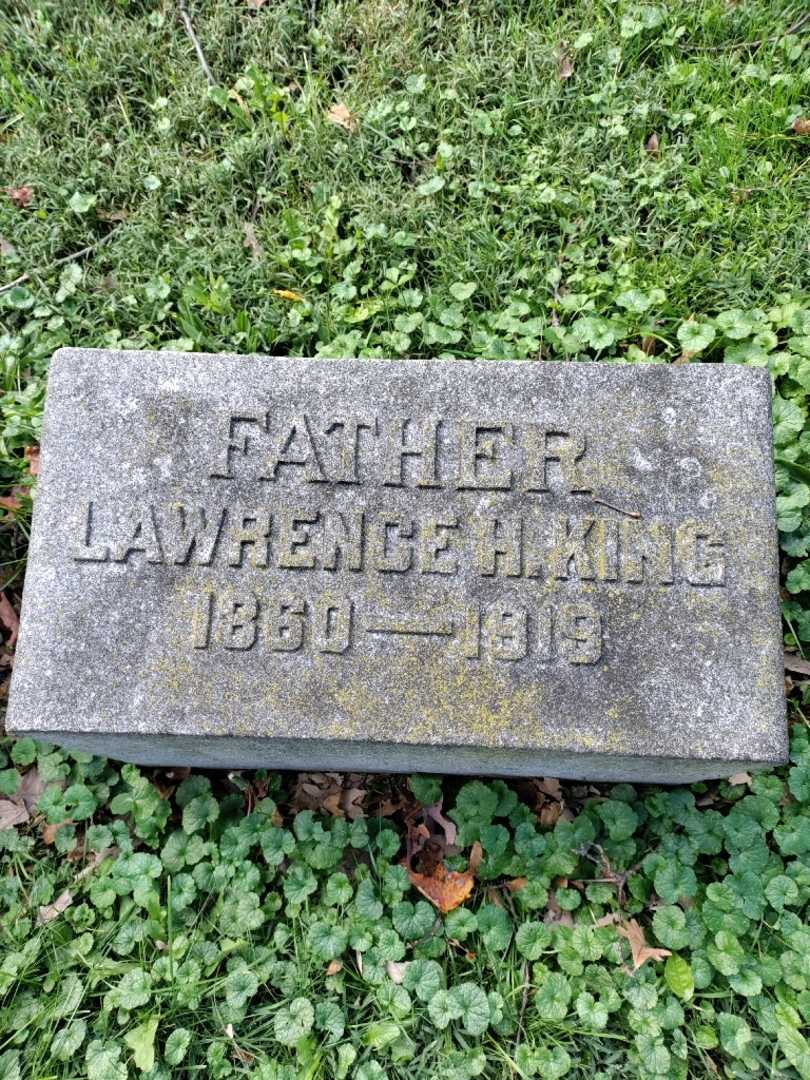 FATHER
LAWRENCE H. KING
1860—1919